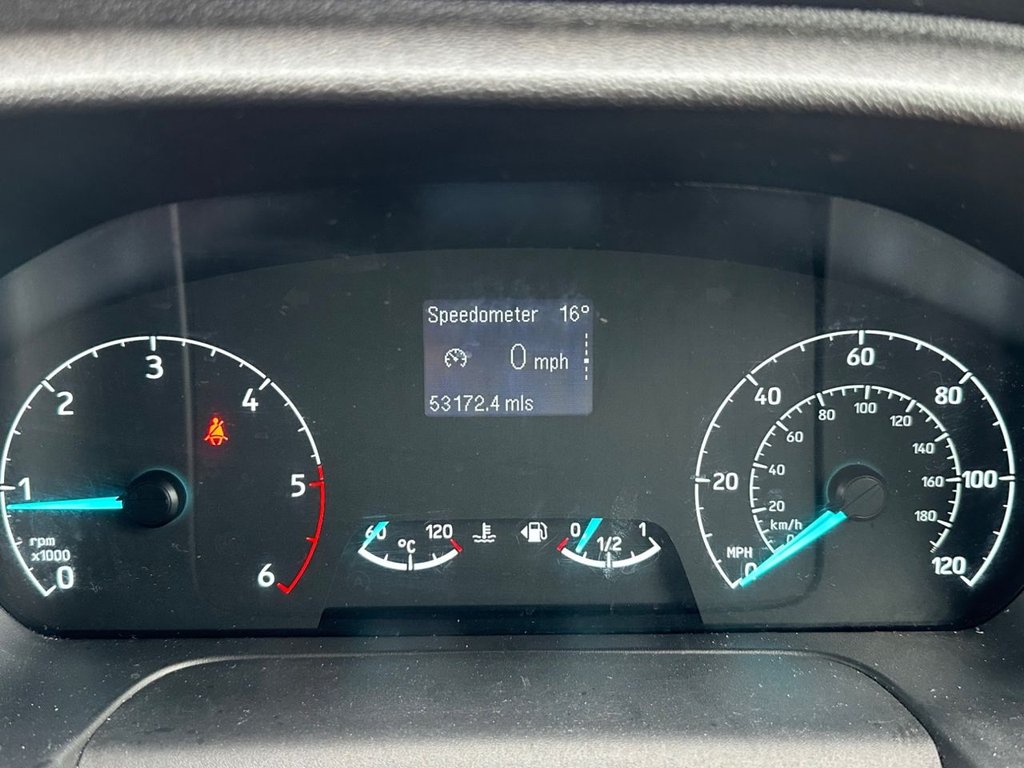 Speedometer 16°
0 mph
53172.4 mls
0 1 2 3 4 5 6
rpm
x1000
60 120
°C
0 1/2 1
0 20 40 60 80 100 120
MPH
0 20 40 60 80 100 120 140 160 180
km/h